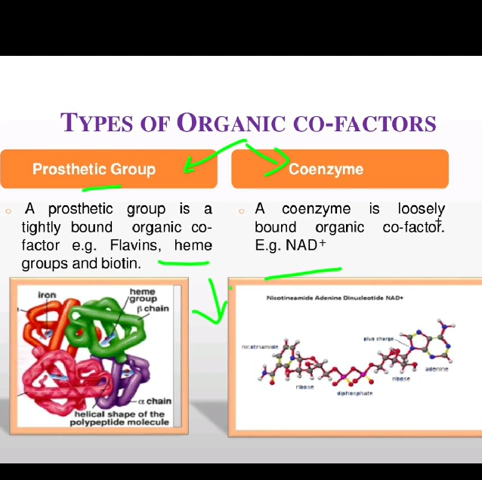 TYPES OF ORGANIC CO-FACTORS
Prosthetic Group
A prosthetic group is a
tightly bound organic co-
factor e.g. Flavins, heme
groups and biotin.
iron
heme
group
β chain
α chain
helical shape of the
polypeptide molecule
Coenzyme
A coenzyme is loosely
bound organic co-factor.
E.g. NAD+
Nicotineamide Adenine Dinucleotide NAD+
nicotinamide
plus charge
adenine
ribose
ribose
diphosphate